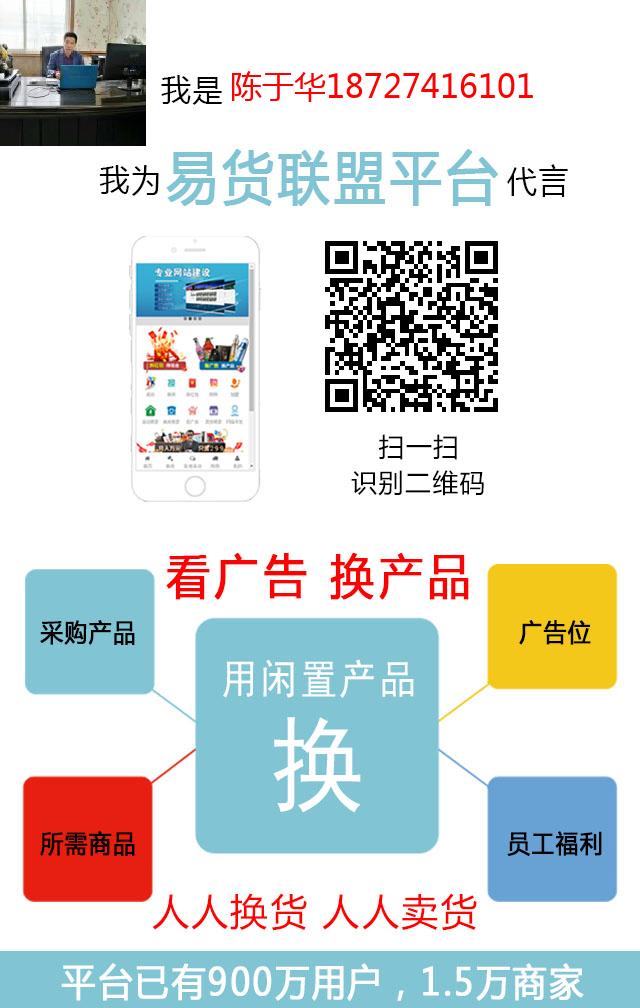 我是 陈于华18727416101
我为 易货联盟平台 代言
专业网站建设
扫一扫
识别二维码
看广告 换产品
采购产品
广告位
用闲置产品
换
所需商品
员工福利
人人换货 人人卖货
平台已有900万用户，1.5万商家